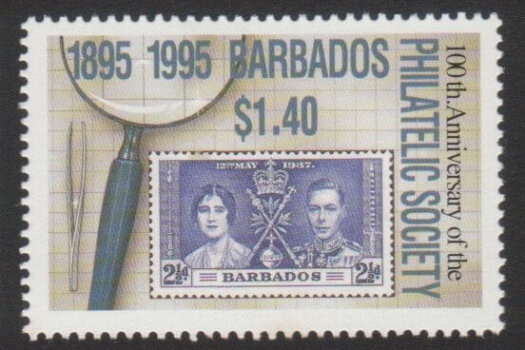 1895 1995 BARBADOS
$1.40
100th.Anniversary of the
PHILATELIC SOCIETY
12TH MAY 1937.
2½d. 2½d.
BARBADOS